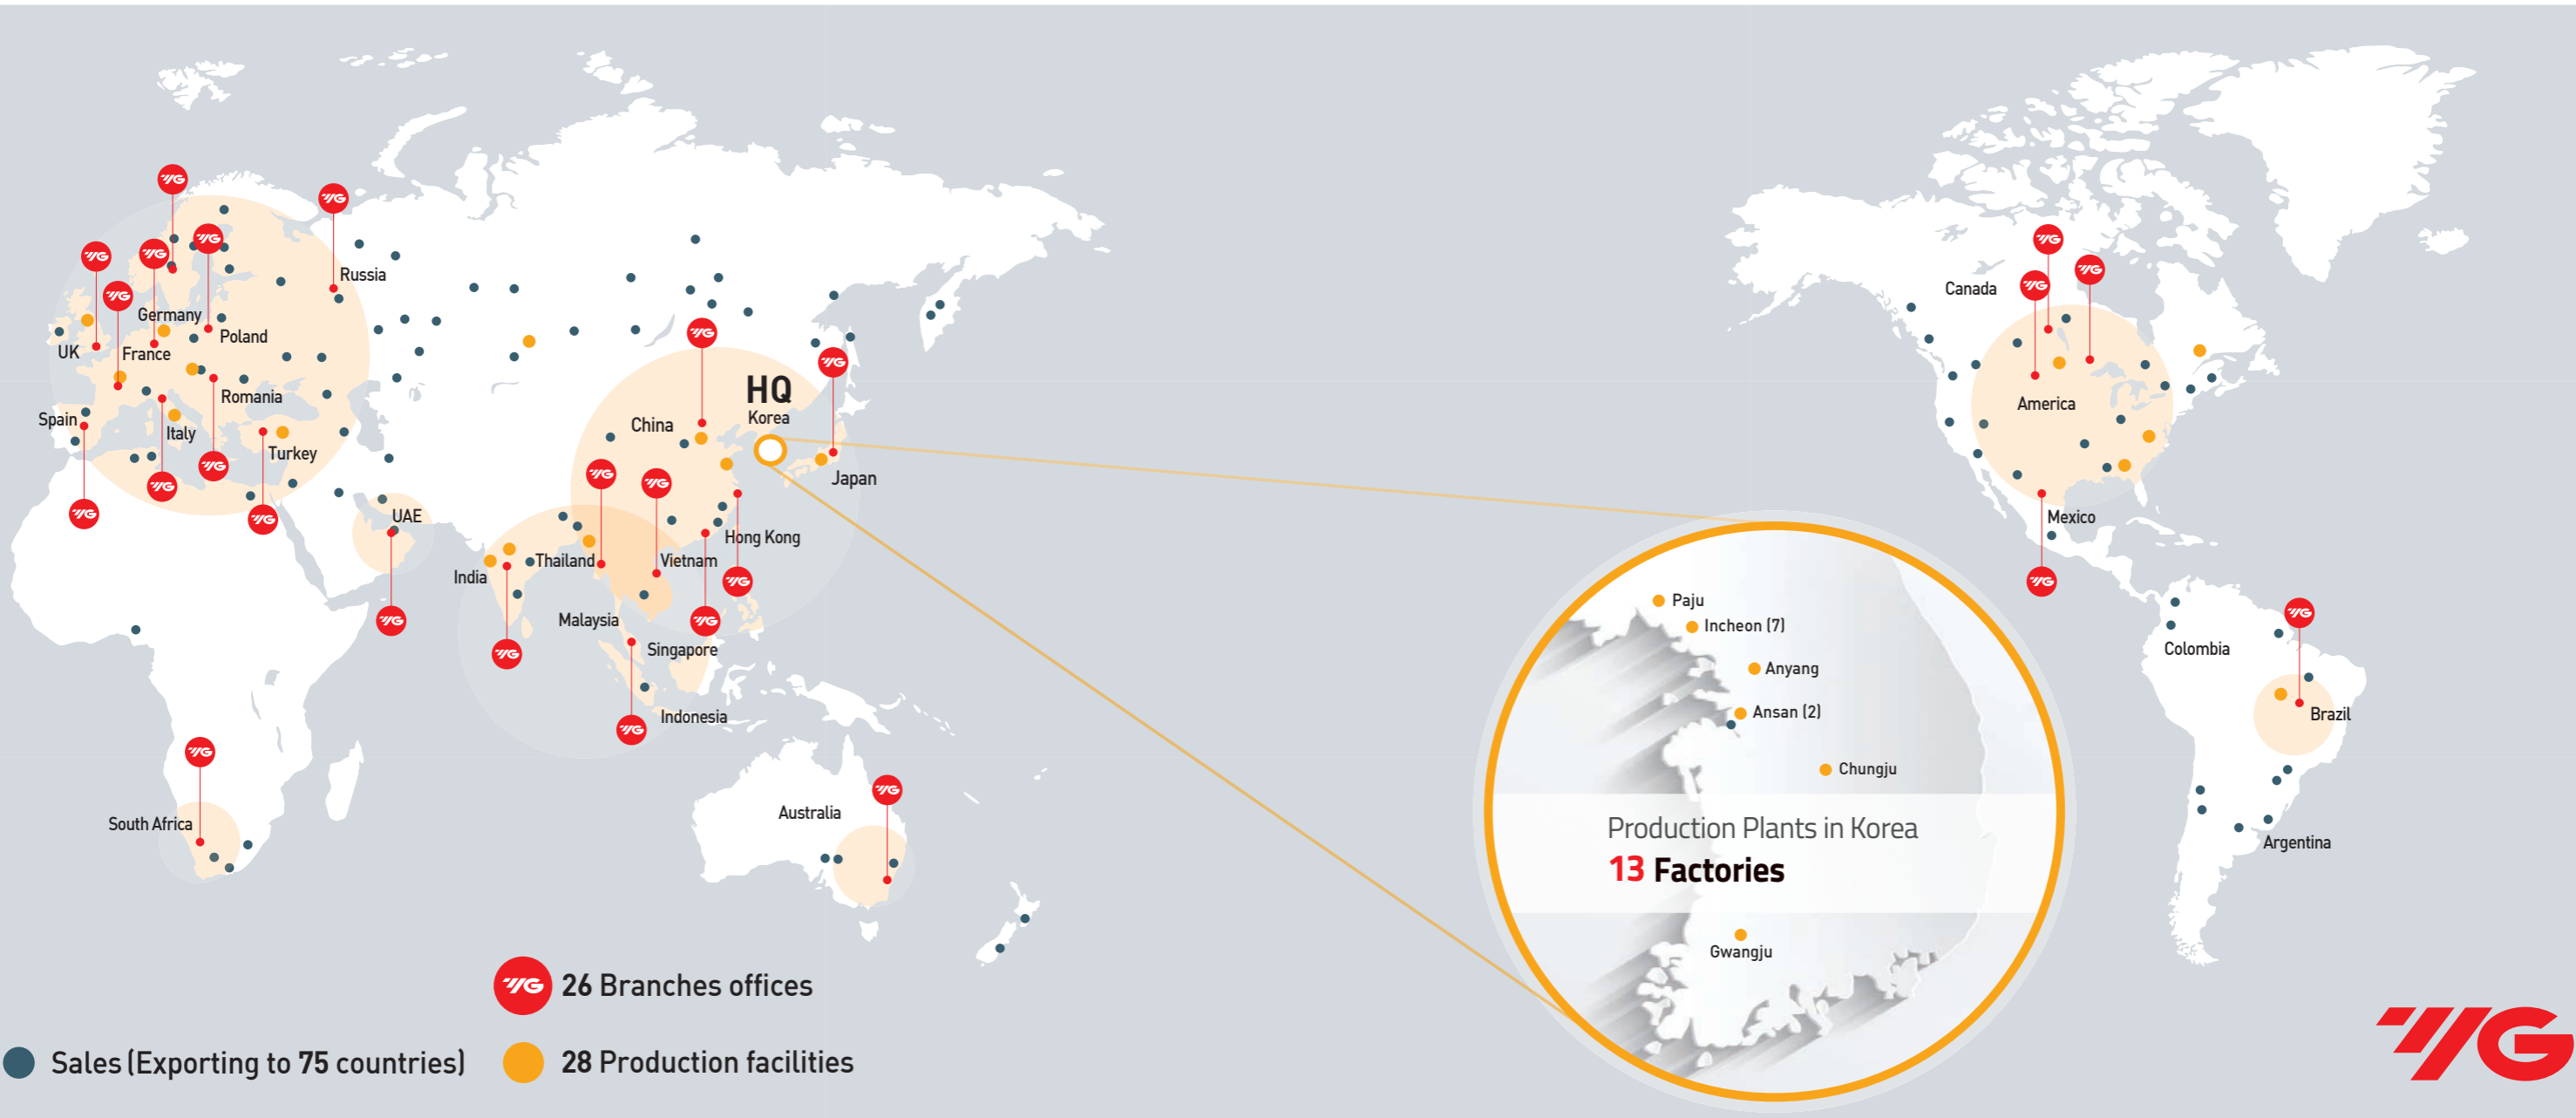 Russia
Germany
Poland
UK
France
Romania
Spain
Italy
Turkey
UAE
HQ
Korea
China
Japan
Hong Kong
Thailand
Vietnam
India
Malaysia
Singapore
Indonesia
South Africa
Australia
Canada
America
Mexico
Colombia
Brazil
Argentina
Paju
Incheon (7)
Anyang
Ansan (2)
Chungju
Production Plants in Korea
13 Factories
Gwangju
YG 26 Branches offices
Sales (Exporting to 75 countries)
28 Production facilities
YG